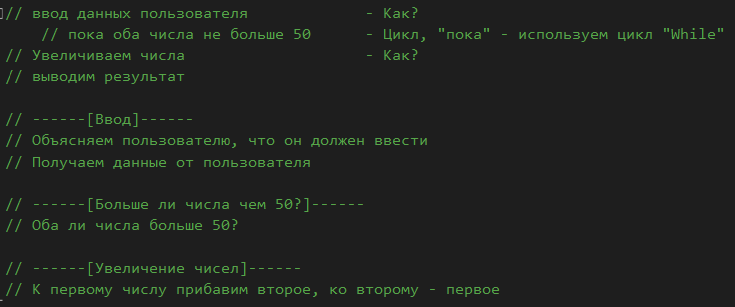 // ввод данных пользователя - Как?
// пока оба числа не больше 50 - Цикл, "пока" - используем цикл "While"
// Увеличиваем числа - Как?
// выводим результат
// ------[Ввод]------
// Объясняем пользователю, что он должен ввести
// Получаем данные от пользователя
// ------[Больше ли числа чем 50?]------
// Оба ли числа больше 50?
// ------[Увеличение чисел]------
// К первому числу прибавим второе, ко второму - первое